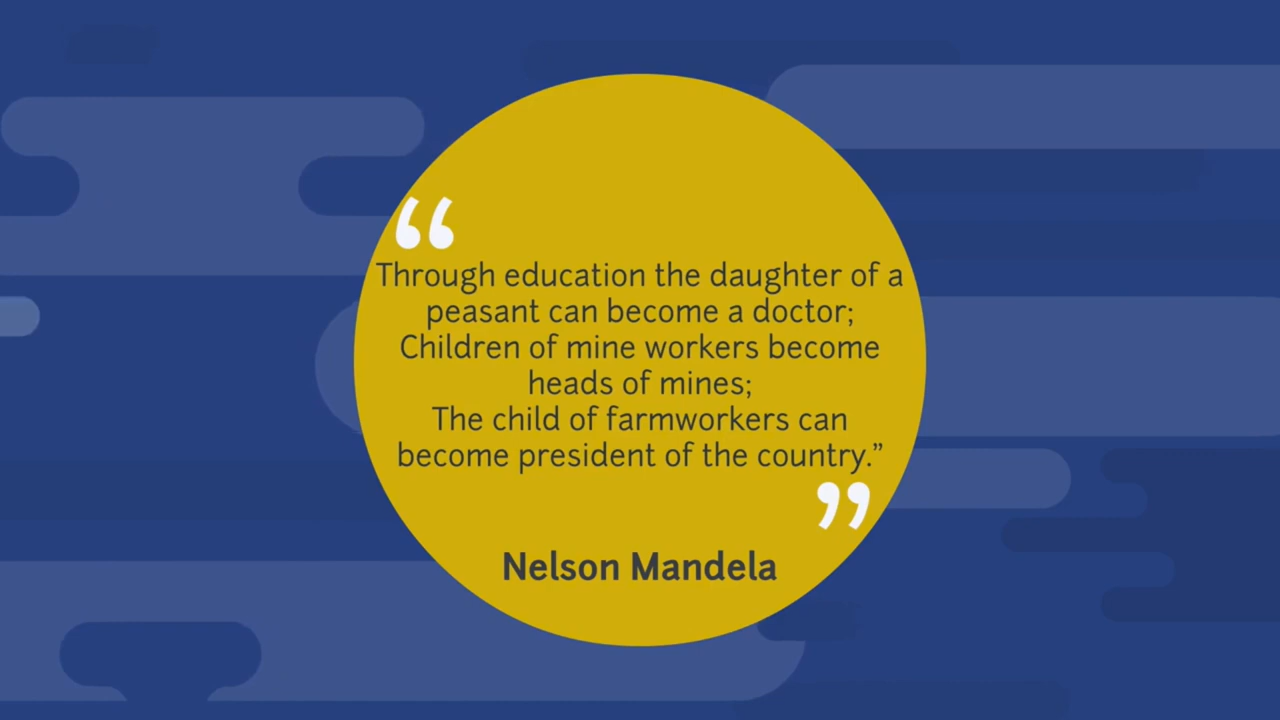 “
Through education the daughter of a
peasant can become a doctor;
Children of mine workers become
heads of mines;
The child of farmworkers can
become president of the country.”
”
Nelson Mandela